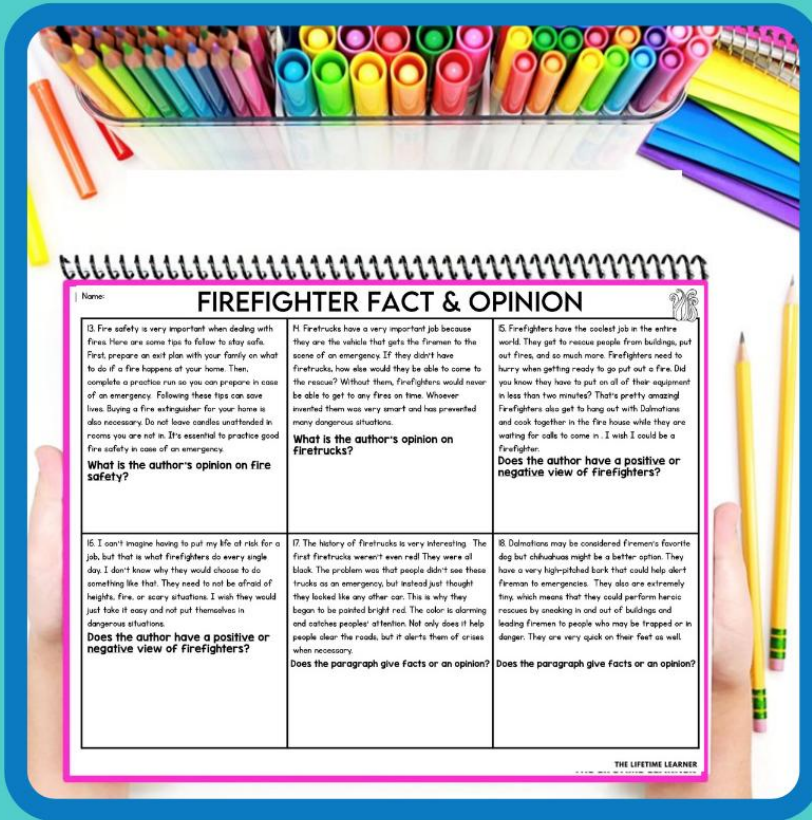 Name:
FIREFIGHTER FACT & OPINION
13. Fire safety is very important when dealing with
fires. Here are some tips to follow to stay safe.
First, prepare an exit plan with your family on what
to do if a fire happens at your home. Then,
complete a practice run so you can prepare in case
of an emergency. Following these tips can save
lives. Buying a fire extinguisher for your home is
also necessary. Do not leave candles unattended in
rooms you are not in. It's essential to practice good
fire safety in case of an emergency.
What is the author's opinion on fire
safety?
14. Firetrucks have a very important job because
they are the vehicle that gets the firemen to the
scene of an emergency. If they didn't have
firetrucks, how else would they be able to come to
the rescue? Without them, firefighters would never
be able to get to any fires on time. Whoever
invented them was very smart and has prevented
many dangerous situations.
What is the author's opinion on
firetrucks?
15. Firefighters have the coolest job in the entire
world. They get to rescue people from buildings, put
out fires, and so much more. Firefighters need to
hurry when getting ready to go put out a fire. Did
you know they have to put on all of their equipment
in less than two minutes? That's pretty amazing!
Firefighters also get to hang out with Dalmatians
and cook together in the fire house while they are
waiting for calls to come in . I wish I could be a
firefighter.
Does the author have a positive or
negative view of firefighters?
16. I can't imagine having to put my life at risk for a
job, but that is what firefighters do every single
day. I don't know why they would choose to do
something like that. They need to not be afraid of
heights, fire, or scary situations. I wish they would
just take it easy and not put themselves in
dangerous situations.
Does the author have a positive or
negative view of firefighters?
17. The history of firetrucks is very interesting. The
first firetrucks weren't even red! They were all
black. The problem was that people didn't see these
trucks as an emergency, but instead just thought
they looked like any other car. This is why they
began to be painted bright red. The color is alarming
and catches peoples' attention. Not only does it help
people clear the roads, but it alerts them of crises
when necessary.
Does the paragraph give facts or an opinion?
18. Dalmatians may be considered firemen's favorite
dog but chihuahuas might be a better option. They
have a very high-pitched bark that could help alert
fireman to emergencies. They also are extremely
tiny, which means that they could perform heroic
rescues by sneaking in and out of buildings and
leading firemen to people who may be trapped or in
danger. They are very quick on their feet as well.
Does the paragraph give facts or an opinion?
THE LIFETIME LEARNER